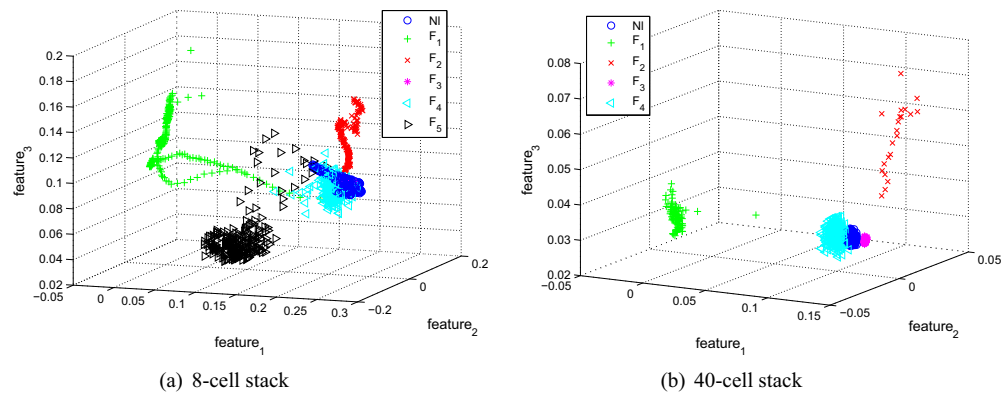 0.2
0.18
0.16
0.14
0.12
0.1
0.08
0.06
0.04
0.02
feature₃
−0.05
0
0.05
0.1
0.15
0.2
0.25
0.3
feature₁
−0.2
0
0.2
feature₂
NI
F₁
F₂
F₃
F₄
F₅
(a) 8-cell stack
0.08
0.07
0.06
0.05
0.04
0.03
0.02
feature₃
−0.05
0
0.05
0.1
0.15
feature₁
−0.05
0
0.05
feature₂
NI
F₁
F₂
F₃
F₄
(b) 40-cell stack